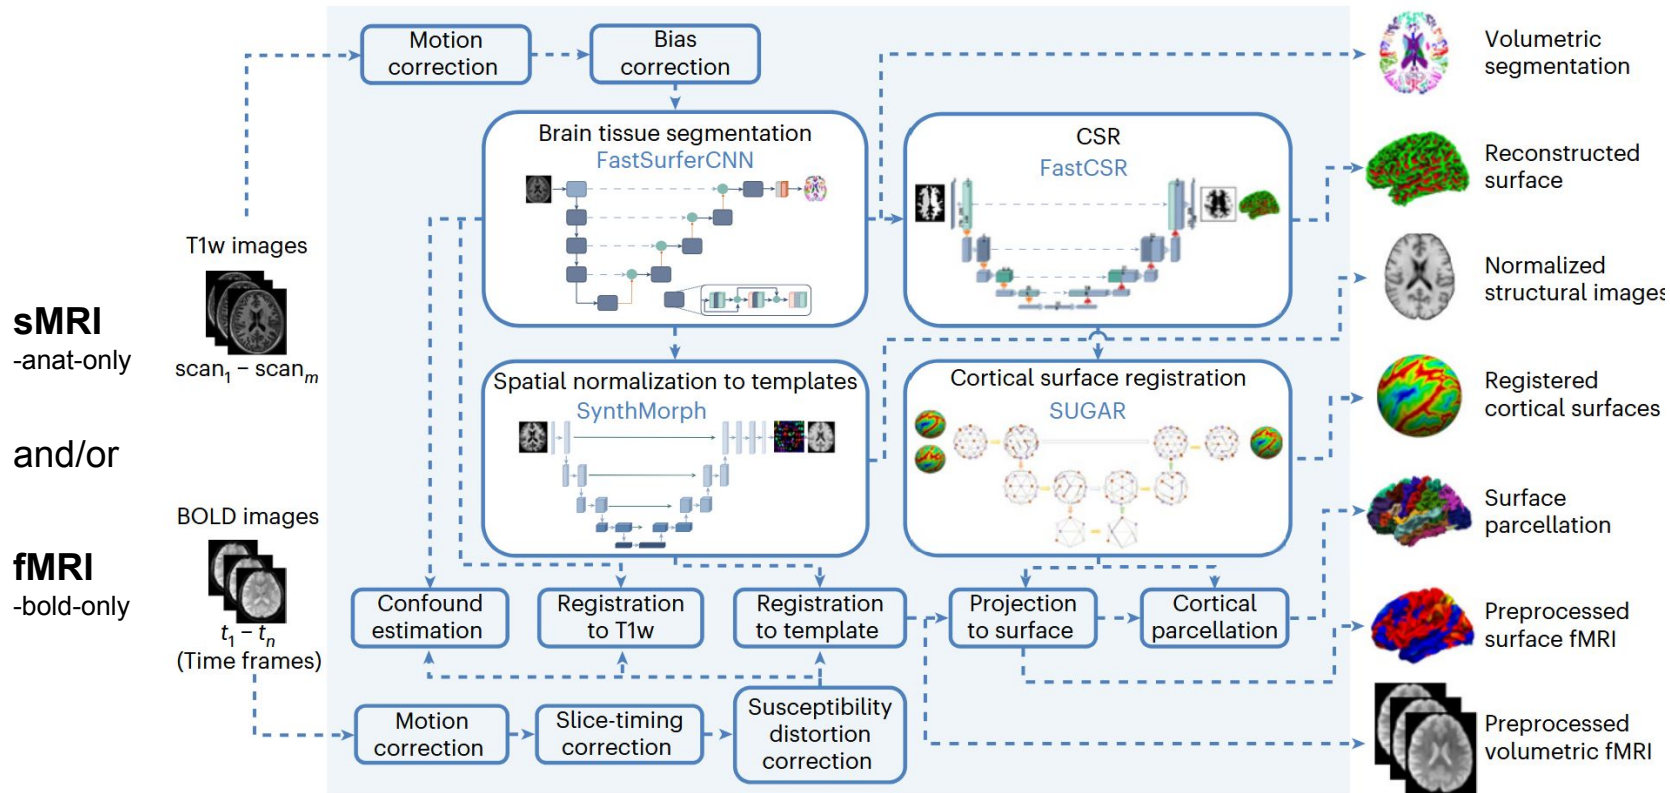 Motion
correction
Bias
correction
Volumetric
segmentation
Brain tissue segmentation
FastSurferCNN
CSR
FastCSR
Reconstructed
surface
T1w images
sMRI
-anat-only
scan1 – scanm
Normalized
structural images
Spatial normalization to templates
SynthMorph
Cortical surface registration
SUGAR
Registered
cortical surfaces
and/or
BOLD images
fMRI
-bold-only
t1 – tn
(Time frames)
Surface
parcellation
Confound
estimation
Registration
to T1w
Registration
to template
Projection
to surface
Cortical
parcellation
Preprocessed
surface fMRI
Motion
correction
Slice-timing
correction
Susceptibility
distortion
correction
Preprocessed
volumetric fMRI